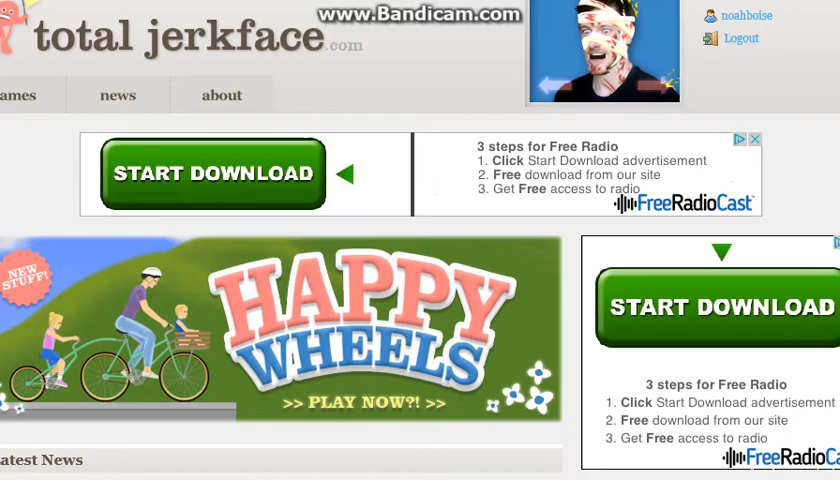 www.Bandicam.com
total jerkface.com
noahboise
Logout
ames
news
about
START DOWNLOAD
3 steps for Free Radio
1. Click Start Download advertisement
2. Free download from our site
3. Get Free access to radio
FreeRadioCast
NEW
STUFF!
HAPPY
WHEELS
>> PLAY NOW?! >>
START DOWNLOAD
3 steps for Free Radio
1. Click Start Download advertisement
2. Free download from our site
3. Get Free access to radio
FreeRadioCa
atest News